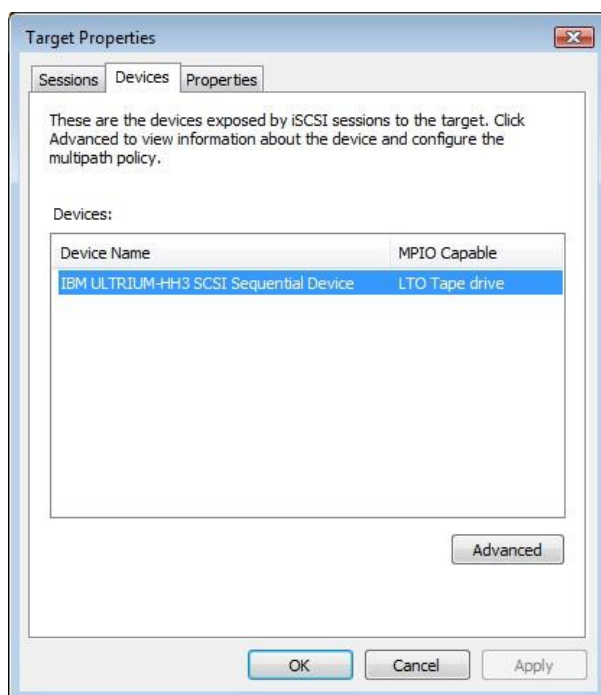 Target Properties
Sessions Devices Properties
These are the devices exposed by iSCSI sessions to the target. Click
Advanced to view information about the device and configure the
multipath policy.
Devices:
Device Name MPIO Capable
IBM ULTRIUM-HH3 SCSI Sequential Device LTO Tape drive
Advanced
OK Cancel Apply